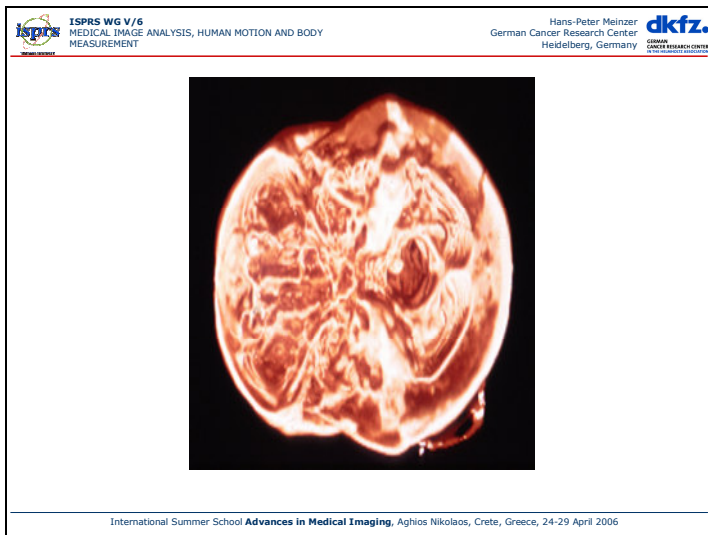 isprs
ISPRS WG V/6
MEDICAL IMAGE ANALYSIS, HUMAN MOTION AND BODY
MEASUREMENT
Hans-Peter Meinzer
German Cancer Research Center
Heidelberg, Germany
dkfz.
GERMAN
CANCER RESEARCH CENTER
IN THE HELMHOLTZ ASSOCIATION
International Summer School Advances in Medical Imaging, Aghios Nikolaos, Crete, Greece, 24-29 April 2006